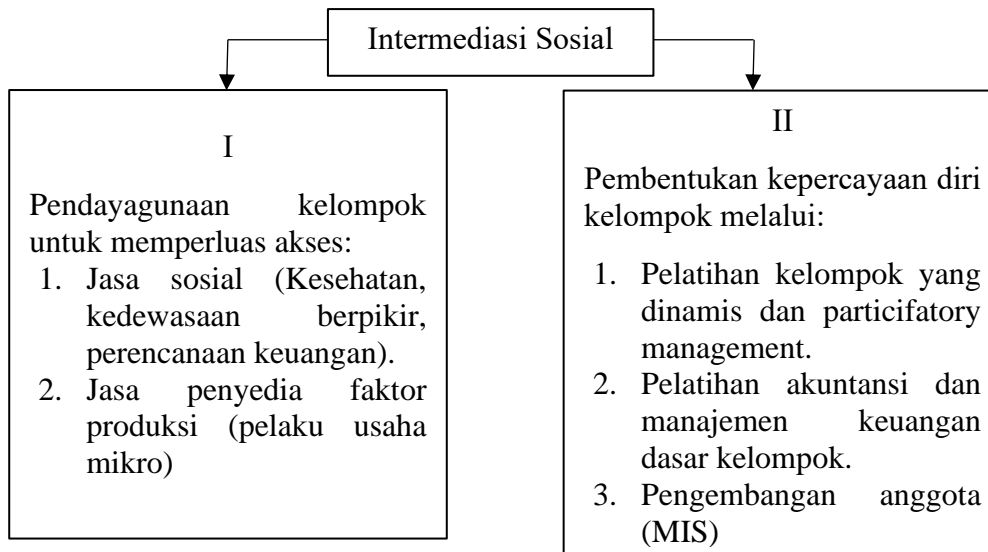 Intermediasi Sosial
I
Pendayagunaan kelompok
untuk memperluas akses:
1. Jasa sosial (Kesehatan,
kedewasaan berpikir,
perencanaan keuangan).
2. Jasa penyedia faktor
produksi (pelaku usaha
mikro)
II
Pembentukan kepercayaan diri
kelompok melalui:
1. Pelatihan kelompok yang
dinamis dan particifatory
management.
2. Pelatihan akuntansi dan
manajemen keuangan
dasar kelompok.
3. Pengembangan anggota
(MIS)